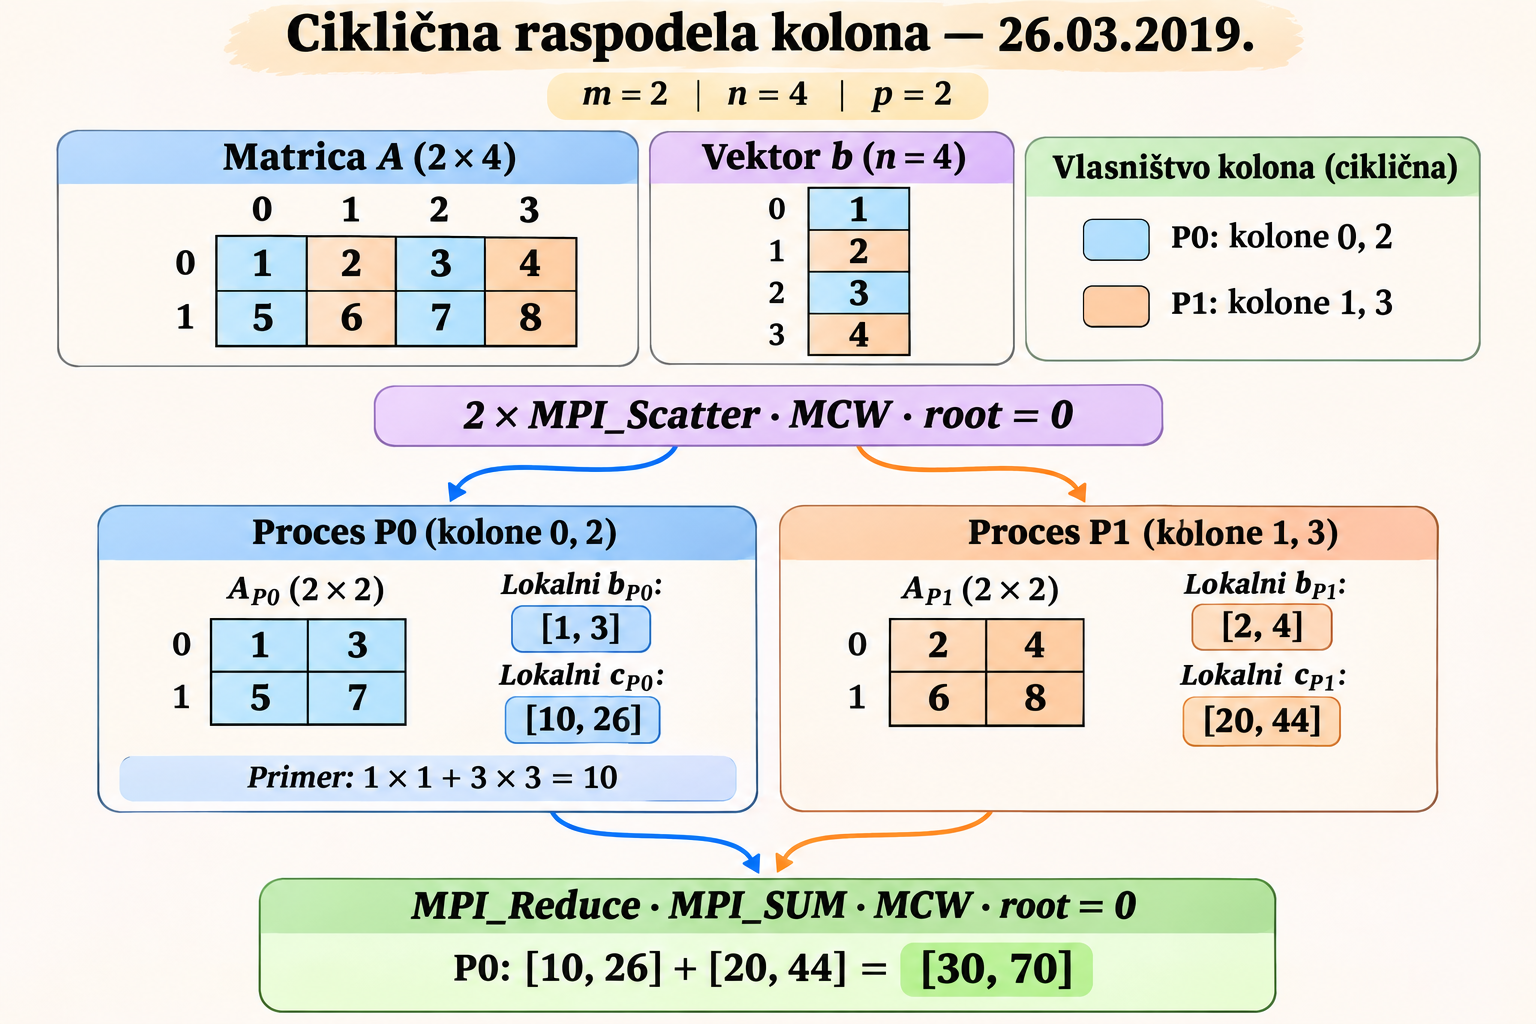 Ciklična raspodela kolona — 26.03.2019.
m = 2 | n = 4 | p = 2
Matrica A (2 × 4)
0 1 2 3
0 1 2 3 4
1 5 6 7 8
Vektor b (n = 4)
0 1
1 2
2 3
3 4
Vlasništvo kolona (ciklična)
P0: kolone 0, 2
P1: kolone 1, 3
2 × MPI_Scatter · MCW · root = 0
Proces P0 (kolone 0, 2)
A_P0 (2 × 2)
0 1 3
1 5 7
Lokalni b_P0:
[1, 3]
Lokalni c_P0:
[10, 26]
Primer: 1 × 1 + 3 × 3 = 10
Proces P1 (kolone 1, 3)
A_P1 (2 × 2)
0 2 4
1 6 8
Lokalni b_P1:
[2, 4]
Lokalni c_P1:
[20, 44]
MPI_Reduce · MPI_SUM · MCW · root = 0
P0: [10, 26] + [20, 44] = [30, 70]